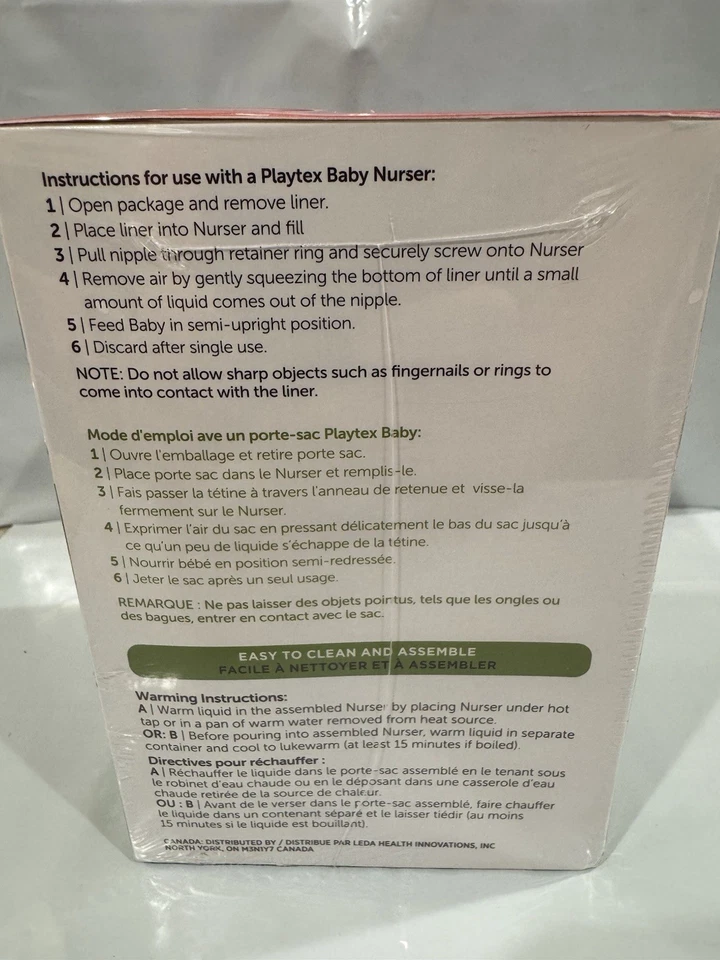 Instructions for use with a Playtex Baby Nurser:
1 | Open package and remove liner.
2 | Place liner into Nurser and fill
3 | Pull nipple through retainer ring and securely screw onto Nurser
4 | Remove air by gently squeezing the bottom of liner until a small
amount of liquid comes out of the nipple.
5 | Feed Baby in semi-upright position.
6 | Discard after single use.
NOTE: Do not allow sharp objects such as fingernails or rings to
come into contact with the liner.
Mode d'emploi ave un porte-sac Playtex Baby:
1 | Ouvre l'emballage et retire porte sac.
2 | Place porte sac dans le Nurser et remplis-le.
3 | Fais passer la tétine à travers l'anneau de retenue et visse-la
fermement sur le Nurser.
4 | Exprimer l'air du sac en pressant délicatement le bas du sac jusqu'à
ce qu'un peu de liquide s'échappe de la tétine.
5 | Nourrir bébé en position semi-redressée.
6 | Jeter le sac après un seul usage.
REMARQUE : Ne pas laisser des objets pointus, tels que les ongles ou
des bagues, entrer en contact avec le sac.
EASY TO CLEAN AND ASSEMBLE
FACILE À NETTOYER ET À ASSEMBLER
Warming Instructions:
A | Warm liquid in the assembled Nurser by placing Nurser under hot
tap or in a pan of warm water removed from heat source.
OR: B | Before pouring into assembled Nurser, warm liquid in separate
container and cool to lukewarm (at least 15 minutes if boiled).
Directives pour réchauffer :
A | Réchauffer le liquide dans le porte-sac assemblé en le tenant sous
le robinet d'eau chaude ou en le déposant dans une casserole d'eau
chaude retirée de la source de chaleur.
OU : B | Avant de le verser dans le porte-sac assemblé, faire chauffer
le liquide dans un contenant séparé et le laisser tiédir (au moins
15 minutes si le liquide est bouillant).
CANADA: DISTRIBUTED BY / DISTRIBUE PAR LEDA HEALTH INNOVATIONS, INC
NORTH YORK, ON M3N1Y7 CANADA